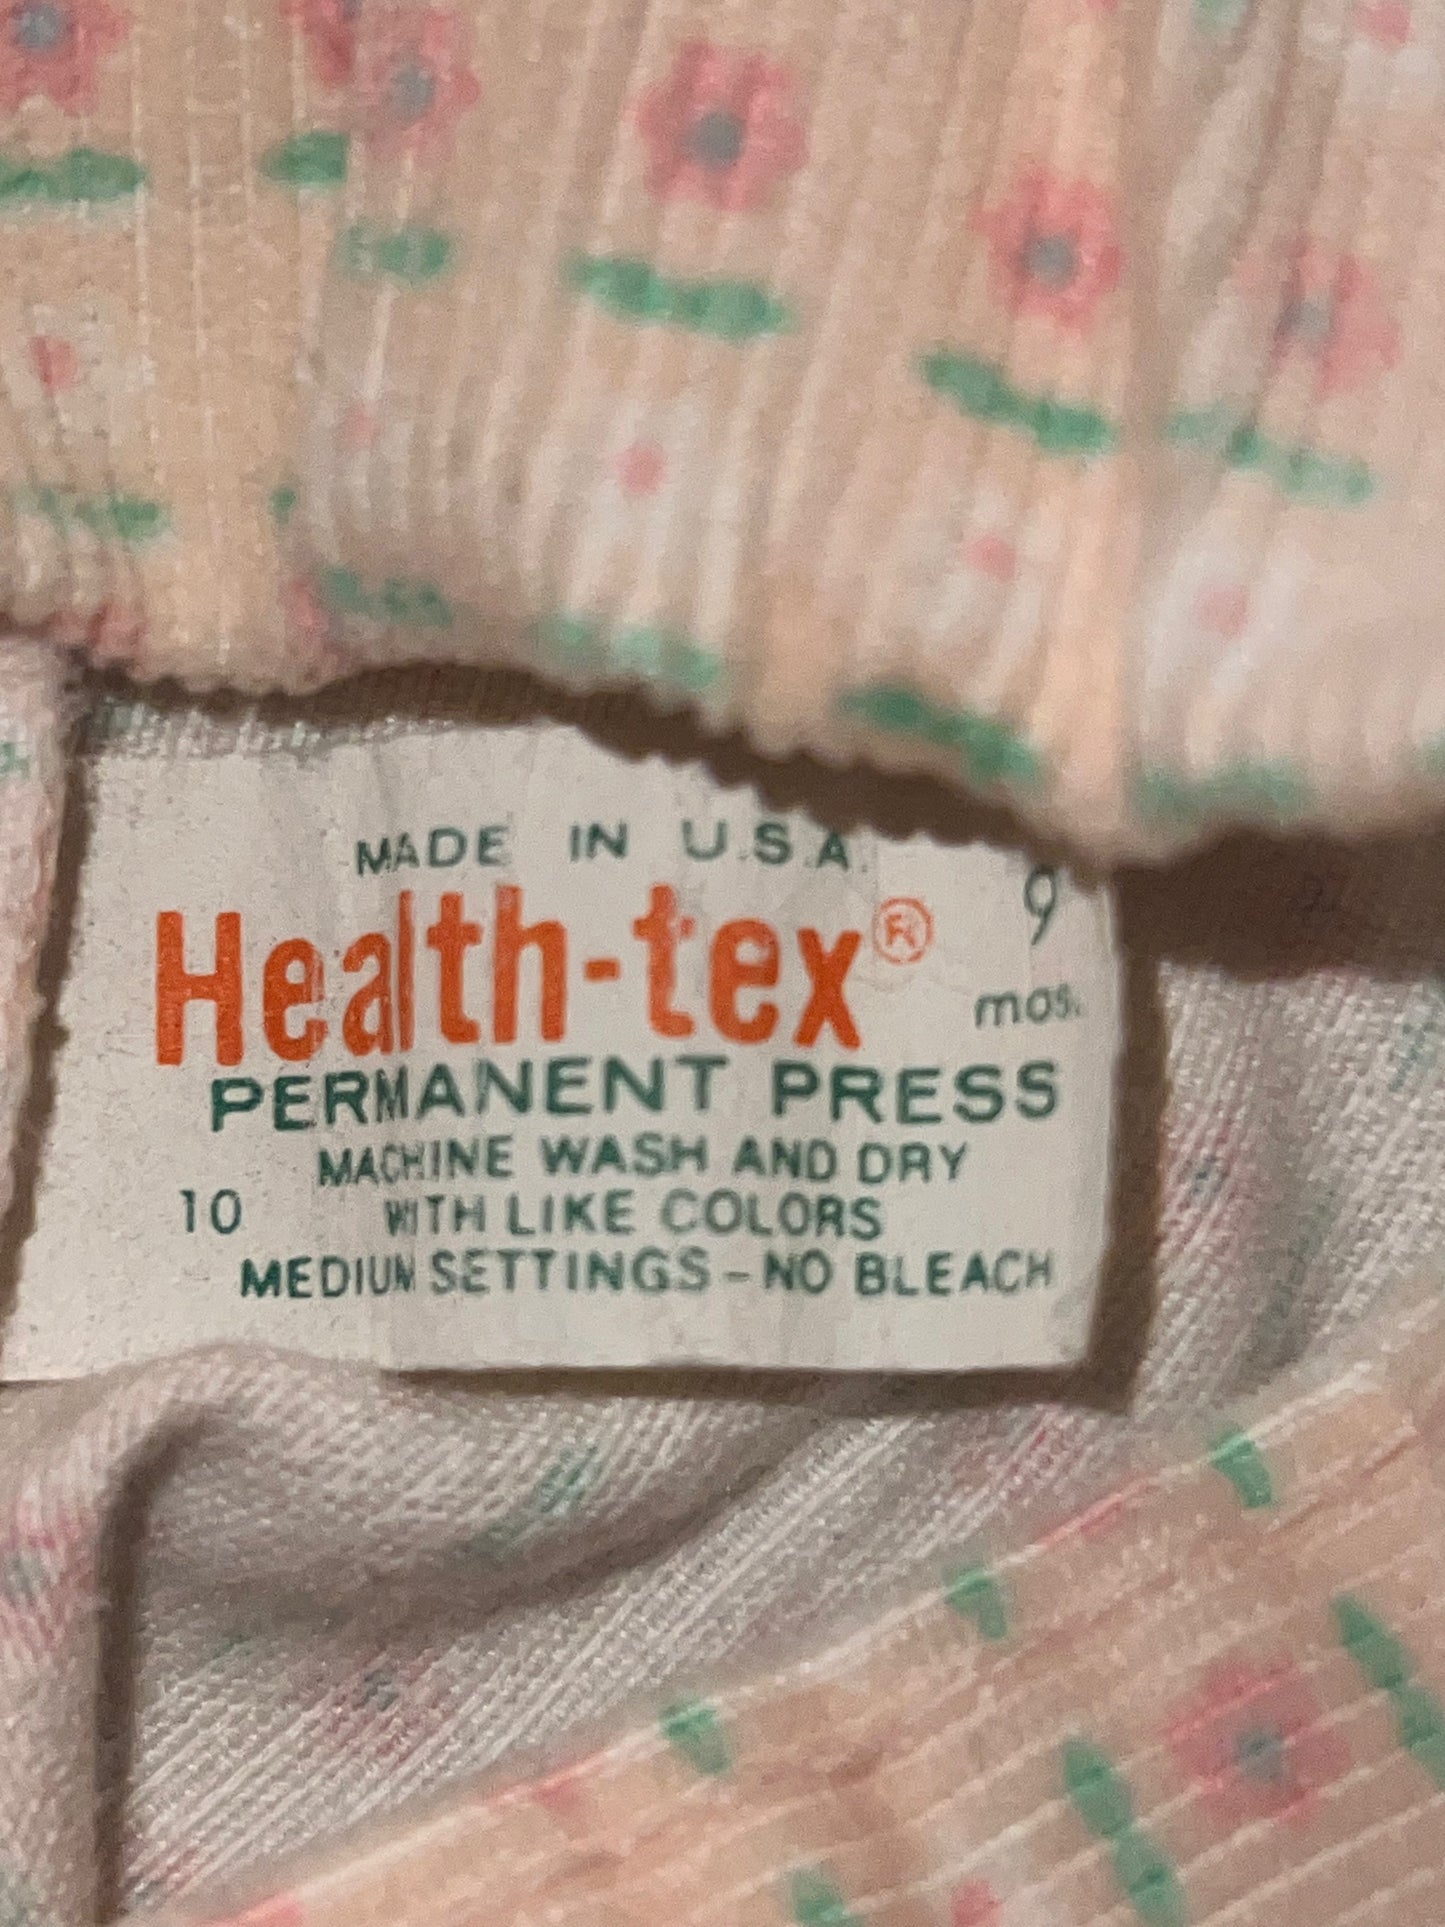 MADE IN U.S.A.
9
Health-tex®
mos.
PERMANENT PRESS
MACHINE WASH AND DRY
10 WITH LIKE COLORS
MEDIUM SETTINGS – NO BLEACH